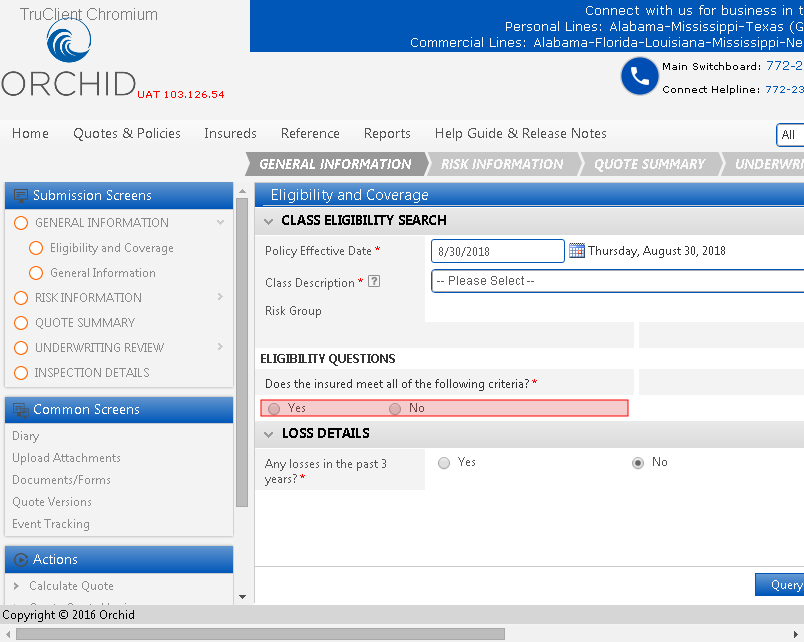 TruClient Chromium
ORCHID
UAT 103.126.54
Connect with us for business in t
Personal Lines: Alabama-Mississippi-Texas (G
Commercial Lines: Alabama-Florida-Louisiana-Mississippi-Ne
Main Switchboard: 772-2
Connect Helpline: 772-23
Home Quotes & Policies Insureds Reference Reports Help Guide & Release Notes All
GENERAL INFORMATION RISK INFORMATION QUOTE SUMMARY UNDERWRI
Submission Screens
GENERAL INFORMATION
Eligibility and Coverage
General Information
RISK INFORMATION
QUOTE SUMMARY
UNDERWRITING REVIEW
INSPECTION DETAILS
Common Screens
Diary
Upload Attachments
Documents/Forms
Quote Versions
Event Tracking
Actions
Calculate Quote
Eligibility and Coverage
CLASS ELIGIBILITY SEARCH
Policy Effective Date * 8/30/2018 Thursday, August 30, 2018
Class Description * ? -- Please Select --
Risk Group
ELIGIBILITY QUESTIONS
Does the insured meet all of the following criteria? *
Yes No
LOSS DETAILS
Any losses in the past 3 Yes No
years? *
Query
Copyright © 2016 Orchid